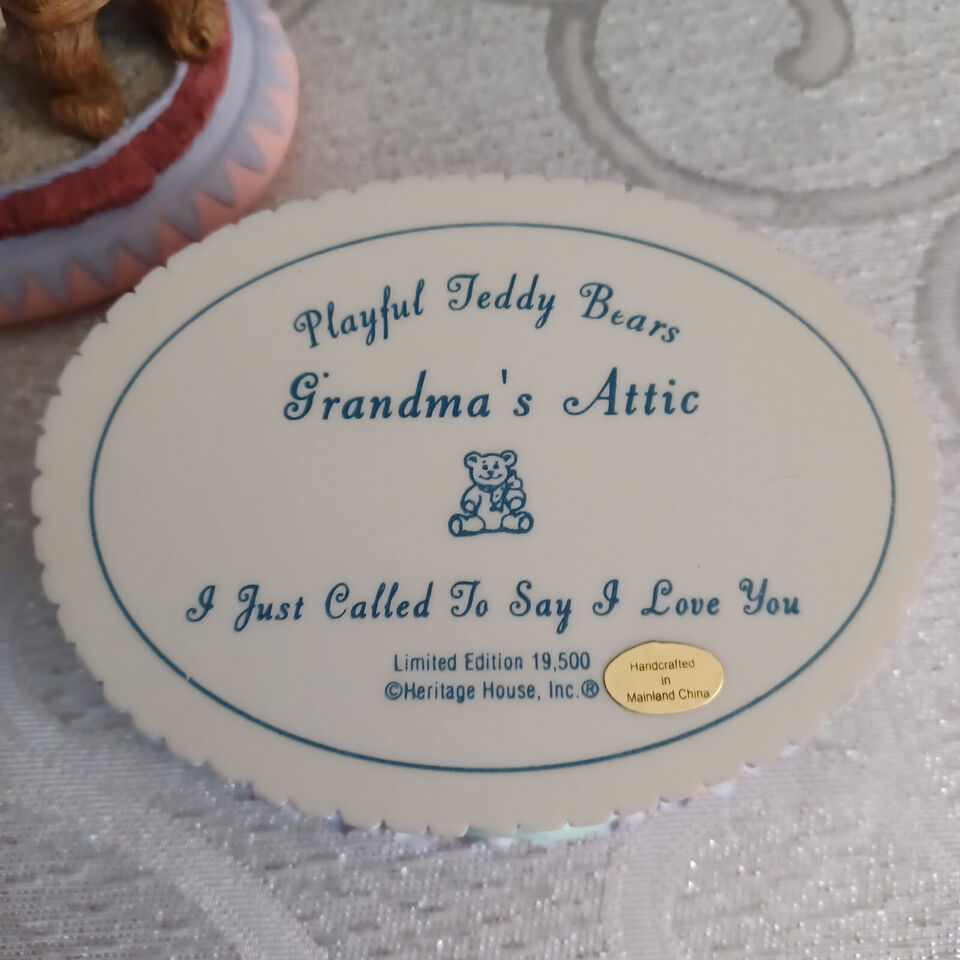 Playful Teddy Bears
Grandma's Attic
I Just Called To Say I Love You
Limited Edition 19,500
©Heritage House, Inc.®
Handcrafted
in
Mainland China